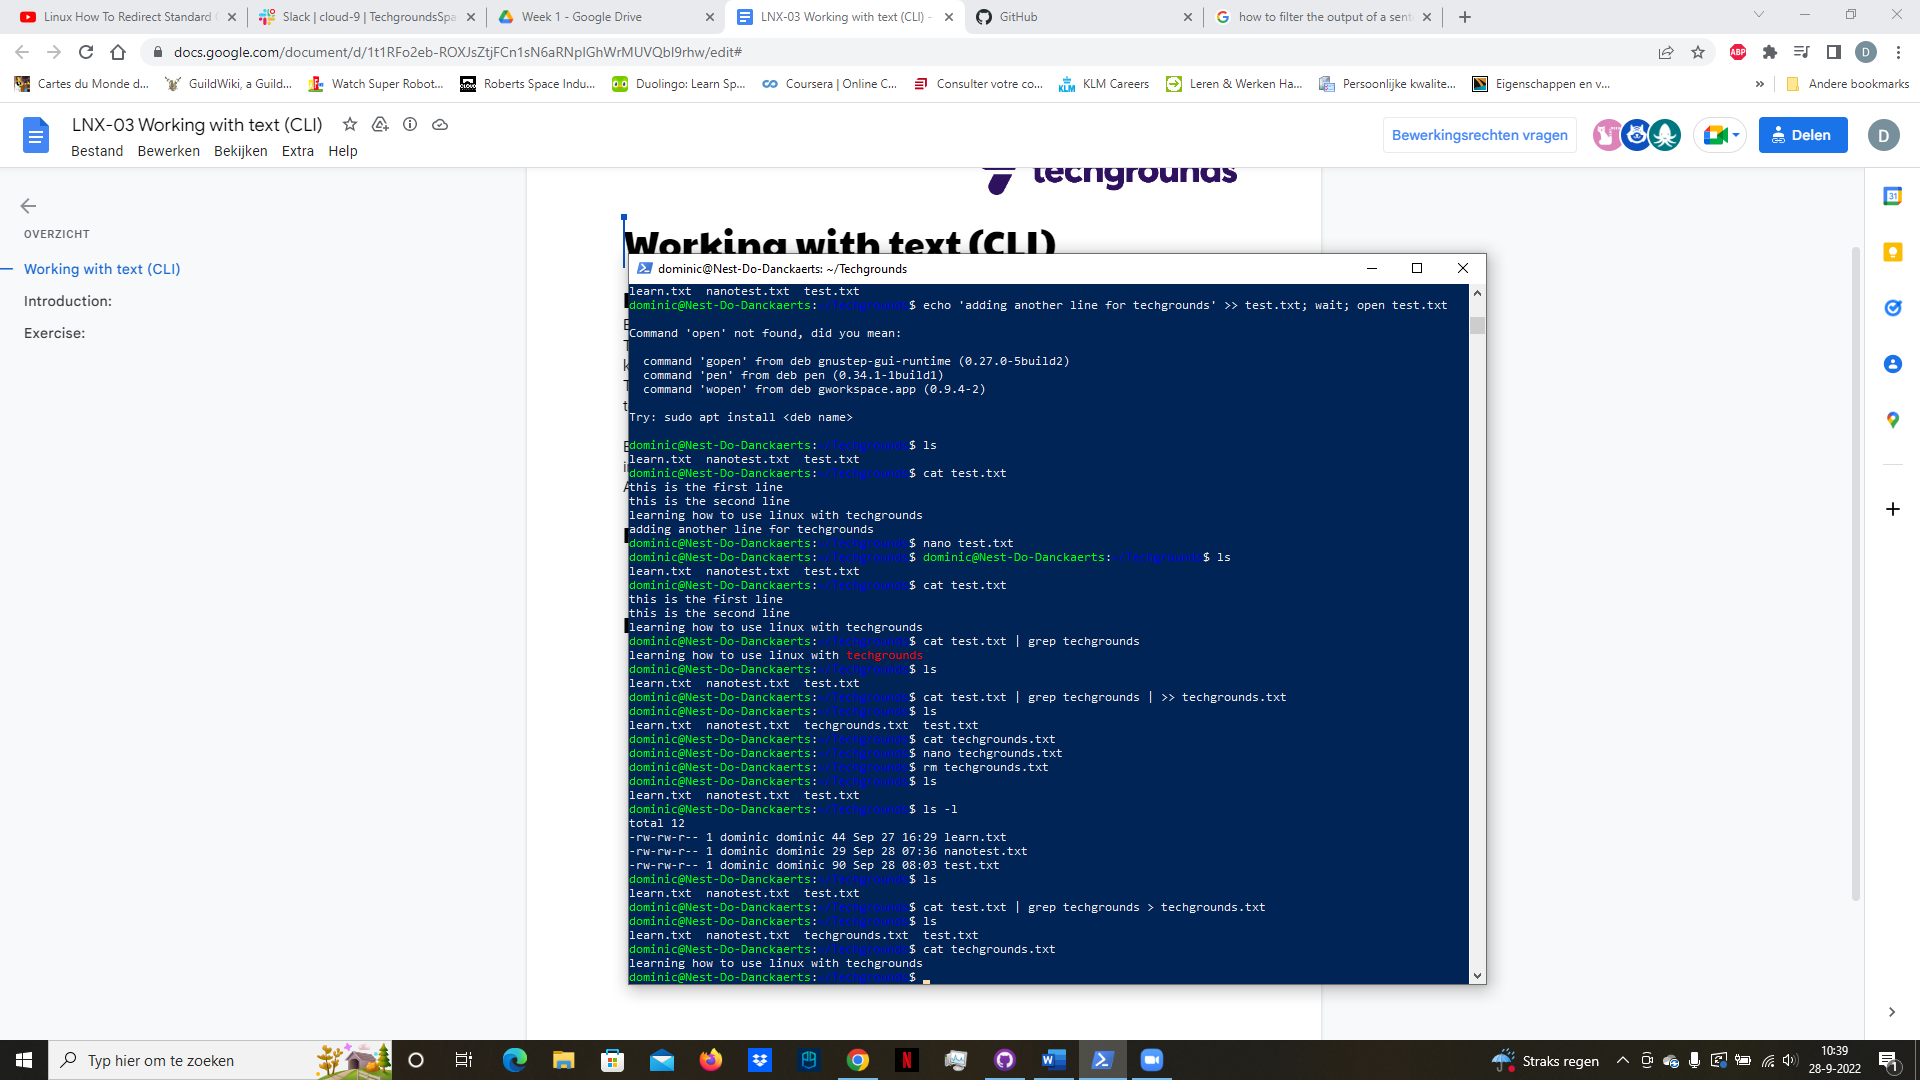 Linux How To Redirect Standard
Slack | cloud-9 | TechgroundsSpa
Week 1 - Google Drive
LNX-03 Working with text (CLI) -
GitHub
how to filter the output of a sent
docs.google.com/document/d/1t1RFo2eb-ROXJsZtjFCn1sN6aRNpIGhWrMUVQbI9rhw/edit#
ABP
D
Cartes du Monde d...
GuildWiki, a Guild...
Watch Super Robot...
Roberts Space Indu...
Duolingo: Learn Sp...
Coursera | Online C...
Consulter votre co...
KLM Careers
Leren & Werken Ha...
Persoonlijke kwalite...
Eigenschappen en v...
»
Andere bookmarks
LNX-03 Working with text (CLI)
Bestand Bewerken Bekijken Extra Help
Bewerkingsrechten vragen
Delen
D
techgrounds
OVERZICHT
Working with text (CLI)
Introduction:
Exercise:
Working with text (CLI)
dominic@Nest-Do-Danckaerts: ~/Techgrounds
learn.txt  nanotest.txt  test.txt
dominic@Nest-Do-Danckaerts:~/Techgrounds$ echo 'adding another line for techgrounds' >> test.txt; wait; open test.txt
Command 'open' not found, did you mean:
command 'gopen' from deb gnustep-gui-runtime (0.27.0-5build2)
command 'pen' from deb pen (0.34.1-1build1)
command 'wopen' from deb gworkspace.app (0.9.4-2)
Try: sudo apt install <deb name>
dominic@Nest-Do-Danckaerts:~/Techgrounds$ ls
learn.txt  nanotest.txt  test.txt
dominic@Nest-Do-Danckaerts:~/Techgrounds$ cat test.txt
this is the first line
this is the second line
learning how to use linux with techgrounds
adding another line for techgrounds
dominic@Nest-Do-Danckaerts:~/Techgrounds$ nano test.txt
dominic@Nest-Do-Danckaerts:~/Techgrounds$ dominic@Nest-Do-Danckaerts:~/Techgrounds$ ls
learn.txt  nanotest.txt  test.txt
dominic@Nest-Do-Danckaerts:~/Techgrounds$ cat test.txt
this is the first line
this is the second line
learning how to use linux with techgrounds
dominic@Nest-Do-Danckaerts:~/Techgrounds$ cat test.txt | grep techgrounds
learning how to use linux with techgrounds
dominic@Nest-Do-Danckaerts:~/Techgrounds$ ls
learn.txt  nanotest.txt  test.txt
dominic@Nest-Do-Danckaerts:~/Techgrounds$ cat test.txt | grep techgrounds | >> techgrounds.txt
dominic@Nest-Do-Danckaerts:~/Techgrounds$ ls
learn.txt  nanotest.txt  techgrounds.txt  test.txt
dominic@Nest-Do-Danckaerts:~/Techgrounds$ cat techgrounds.txt
dominic@Nest-Do-Danckaerts:~/Techgrounds$ nano techgrounds.txt
dominic@Nest-Do-Danckaerts:~/Techgrounds$ rm techgrounds.txt
dominic@Nest-Do-Danckaerts:~/Techgrounds$ ls
learn.txt  nanotest.txt  test.txt
dominic@Nest-Do-Danckaerts:~/Techgrounds$ ls -l
total 12
-rw-rw-r-- 1 dominic dominic 44 Sep 27 16:29 learn.txt
-rw-rw-r-- 1 dominic dominic 29 Sep 28 07:36 nanotest.txt
-rw-rw-r-- 1 dominic dominic 90 Sep 28 08:03 test.txt
dominic@Nest-Do-Danckaerts:~/Techgrounds$ ls
learn.txt  nanotest.txt  test.txt
dominic@Nest-Do-Danckaerts:~/Techgrounds$ cat test.txt | grep techgrounds > techgrounds.txt
dominic@Nest-Do-Danckaerts:~/Techgrounds$ ls
learn.txt  nanotest.txt  techgrounds.txt  test.txt
dominic@Nest-Do-Danckaerts:~/Techgrounds$ cat techgrounds.txt
learning how to use linux with techgrounds
dominic@Nest-Do-Danckaerts:~/Techgrounds$
Typ hier om te zoeken
Straks regen
10:39
28-9-2022
1